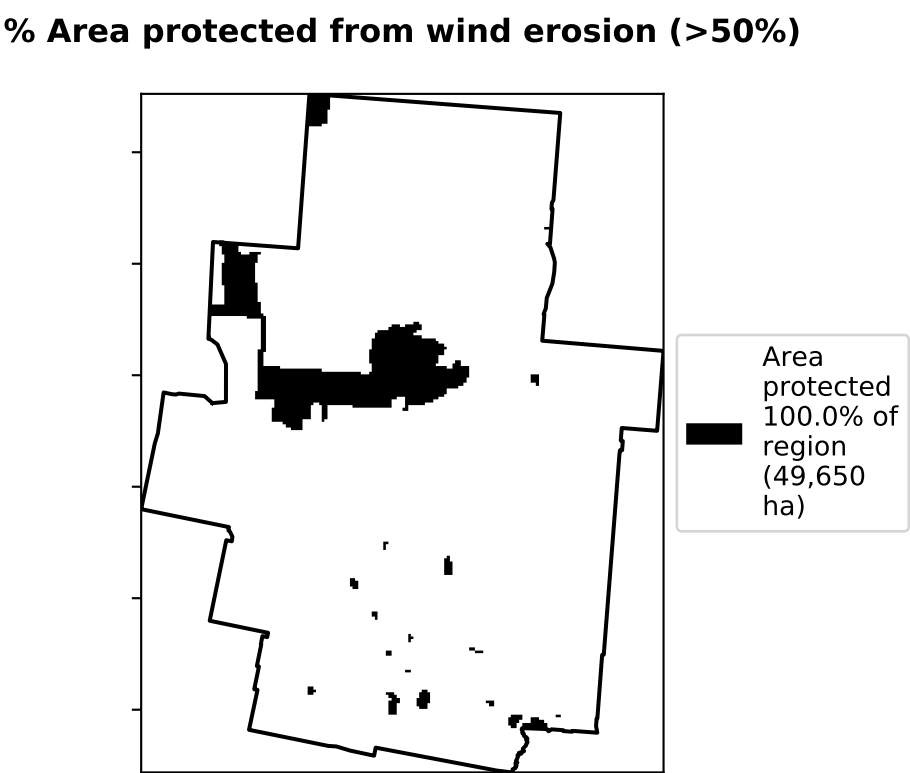 % Area protected from wind erosion (>50%)
Area
protected
100.0% of
region
(49,650
ha)